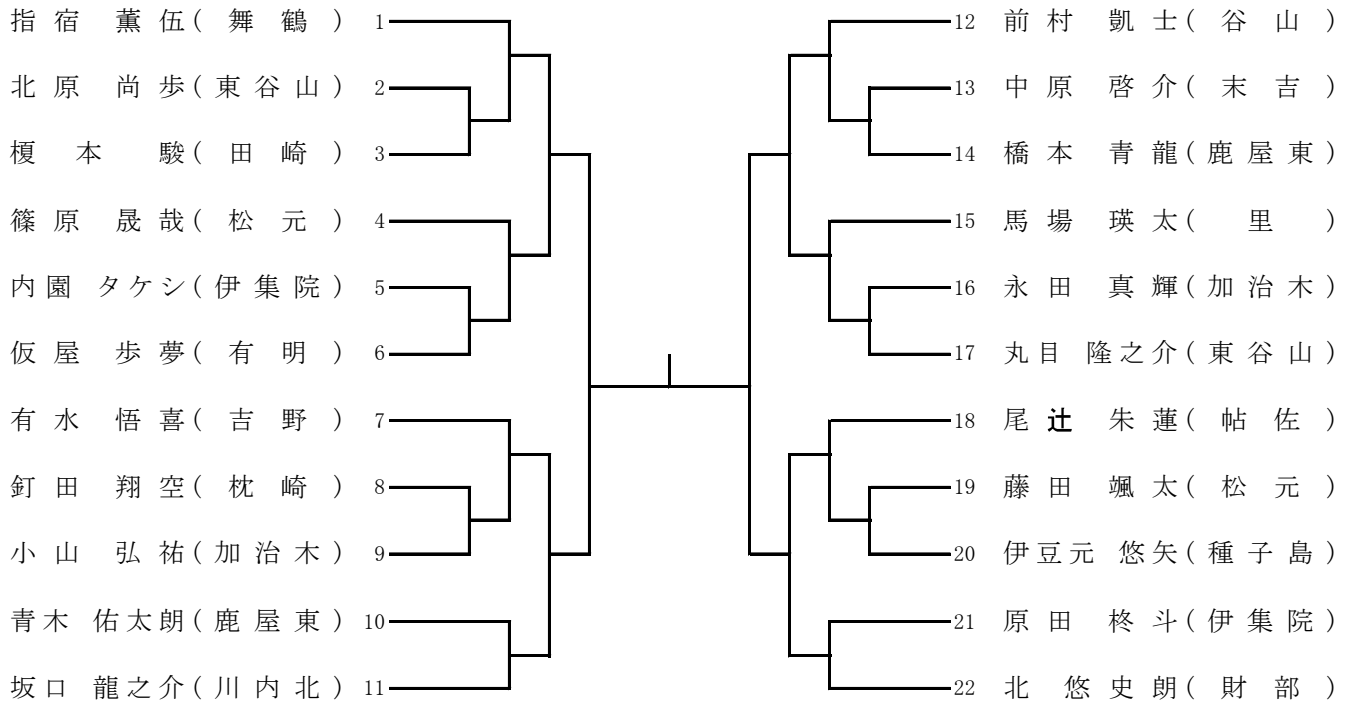 指宿 薫伍(舞鶴) 1
北原 尚歩(東谷山) 2
榎本 駿(田崎) 3
篠原 晟哉(松元) 4
内園 タケシ(伊集院) 5
仮屋 歩夢(有明) 6
有水 悟喜(吉野) 7
釘田 翔空(枕崎) 8
小山 弘祐(加治木) 9
青木 佑太朗(鹿屋東) 10
坂口 龍之介(川内北) 11
12 前村 凱士(谷山)
13 中原 啓介(末吉)
14 橋本 青龍(鹿屋東)
15 馬場 瑛太(里)
16 永田 真輝(加治木)
17 丸目 隆之介(東谷山)
18 尾辻 朱蓮(帖佐)
19 藤田 颯太(松元)
20 伊豆元 悠矢(種子島)
21 原田 柊斗(伊集院)
22 北 悠史朗(財部)